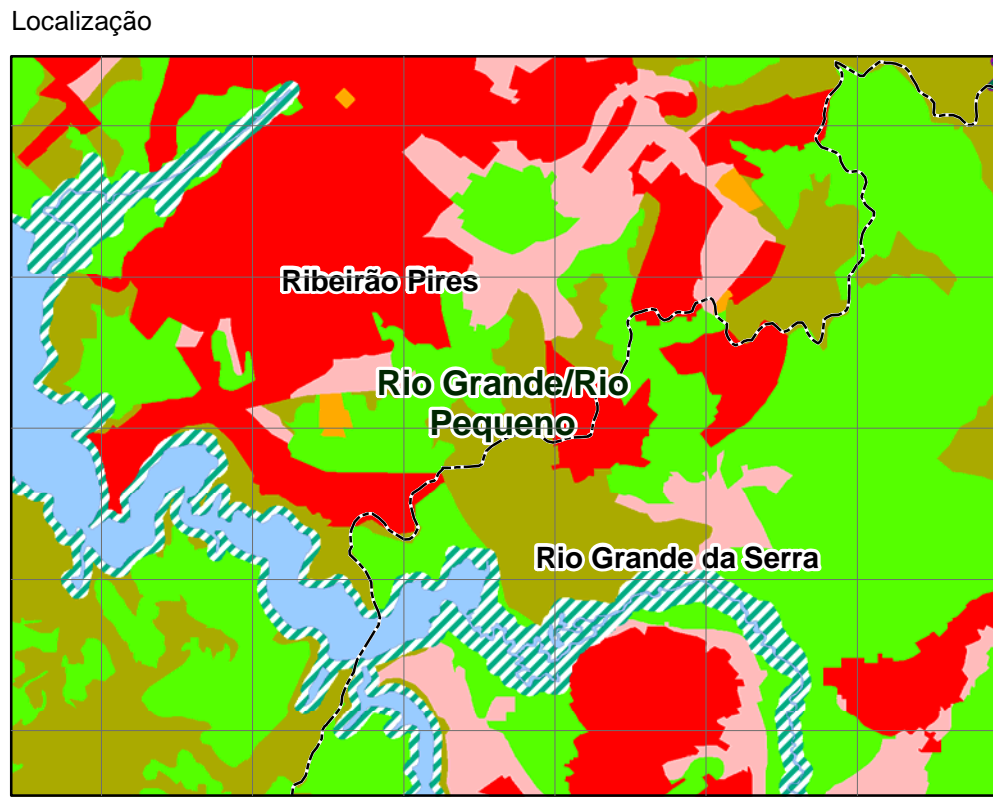 Localização
Ribeirão Pires
Rio Grande/Rio
Pequeno
Rio Grande da Serra